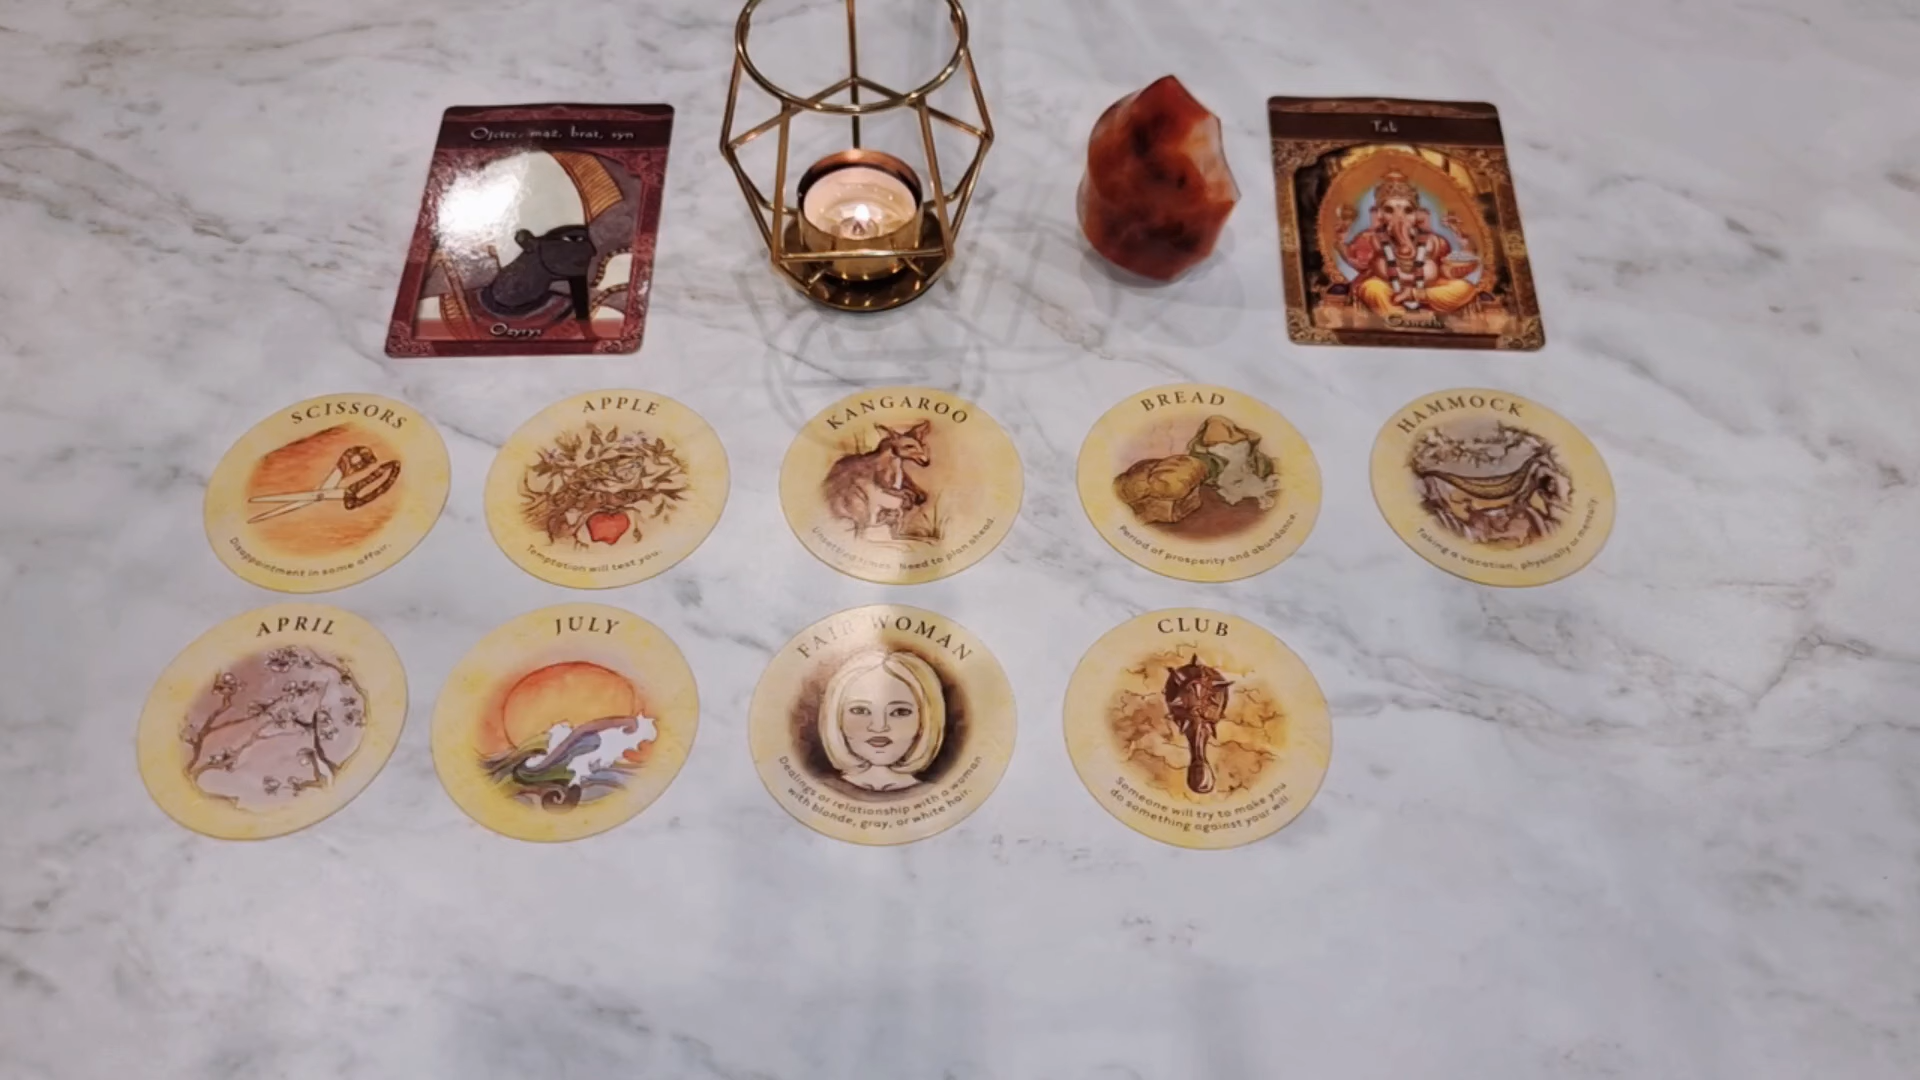 Ojciec, mąż, brat, syn
Ozyrys
Tak
Ganesh
SCISSORS
Disappointment in some affair.
APPLE
Temptation will test you.
KANGAROO
Unsettled times. Need to plan ahead.
BREAD
Period of prosperity and abundance.
HAMMOCK
Taking a vacation, physically or mentally.
APRIL
JULY
FAIR WOMAN
Dealings or relationship with a woman
with blonde, gray, or white hair.
CLUB
Someone will try to make you
do something against your will.